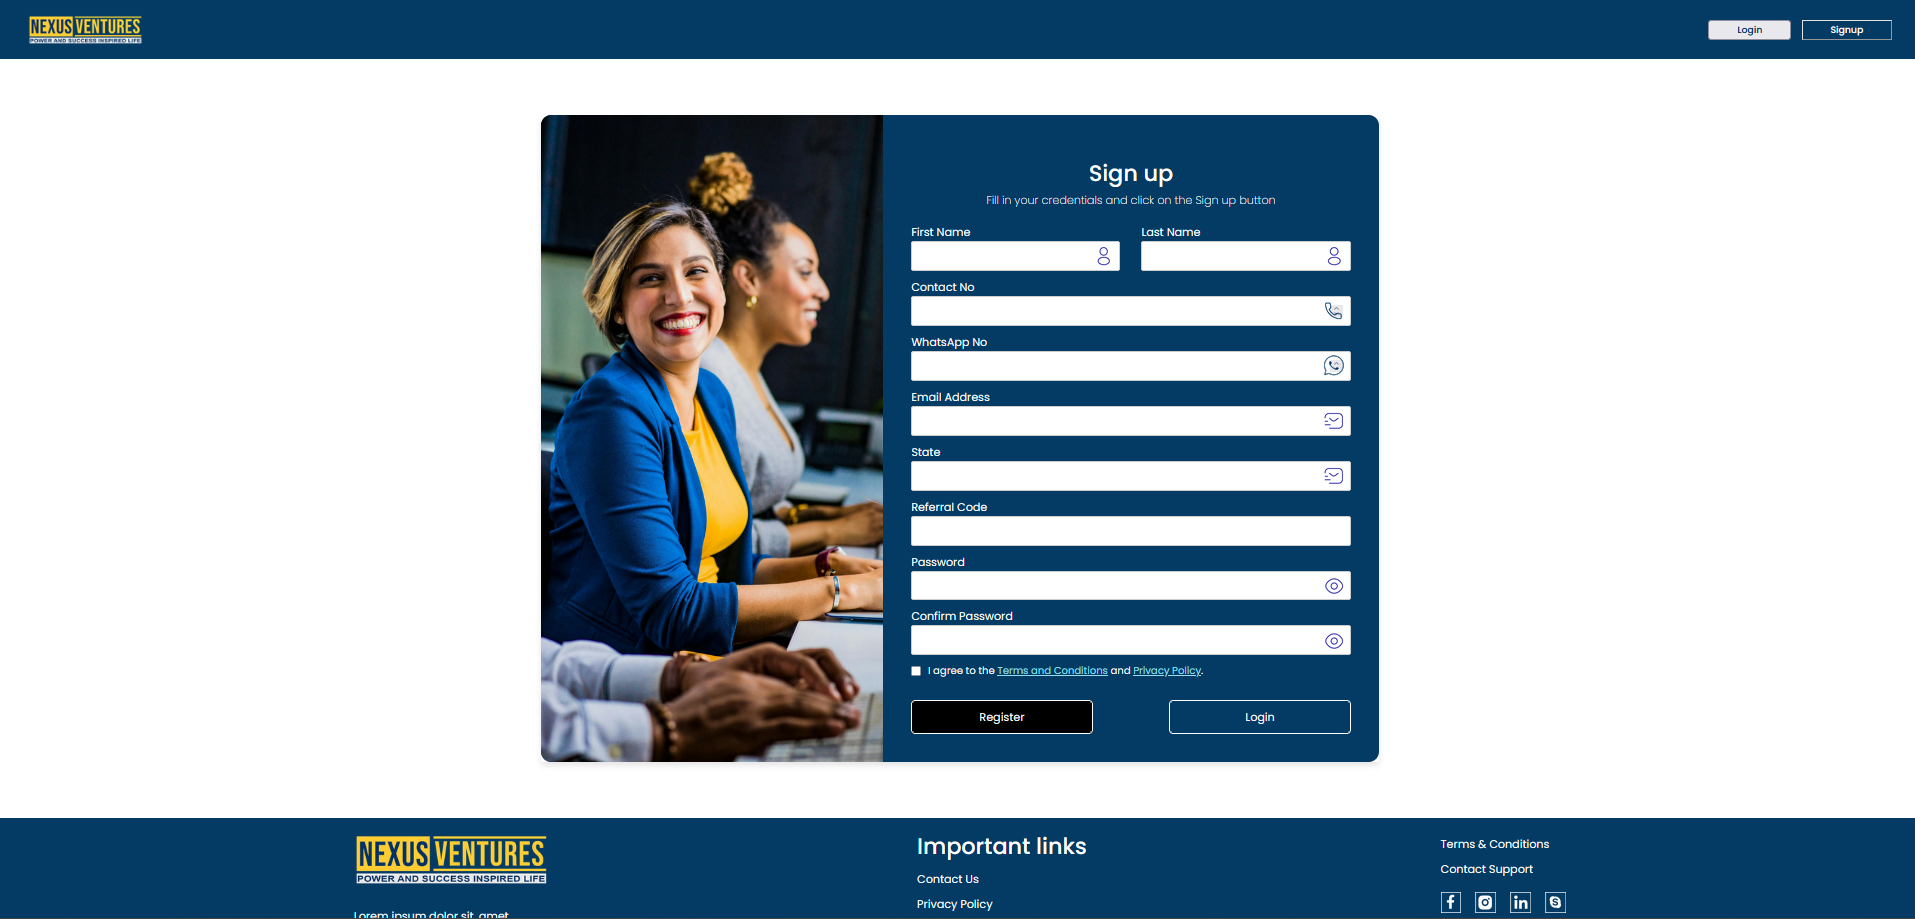 NEXUS VENTURES
POWER AND SUCCESS INSPIRED LIFE
Login
Signup
Sign up
Fill in your credentials and click on the Sign up button
First Name
Last Name
Contact No
WhatsApp No
Email Address
State
Referral Code
Password
Confirm Password
I agree to the Terms and Conditions and Privacy Policy.
Register
Login
NEXUS VENTURES
POWER AND SUCCESS INSPIRED LIFE
Lorem ipsum dolor sit, amet
Important links
Contact Us
Privacy Policy
Terms & Conditions
Contact Support